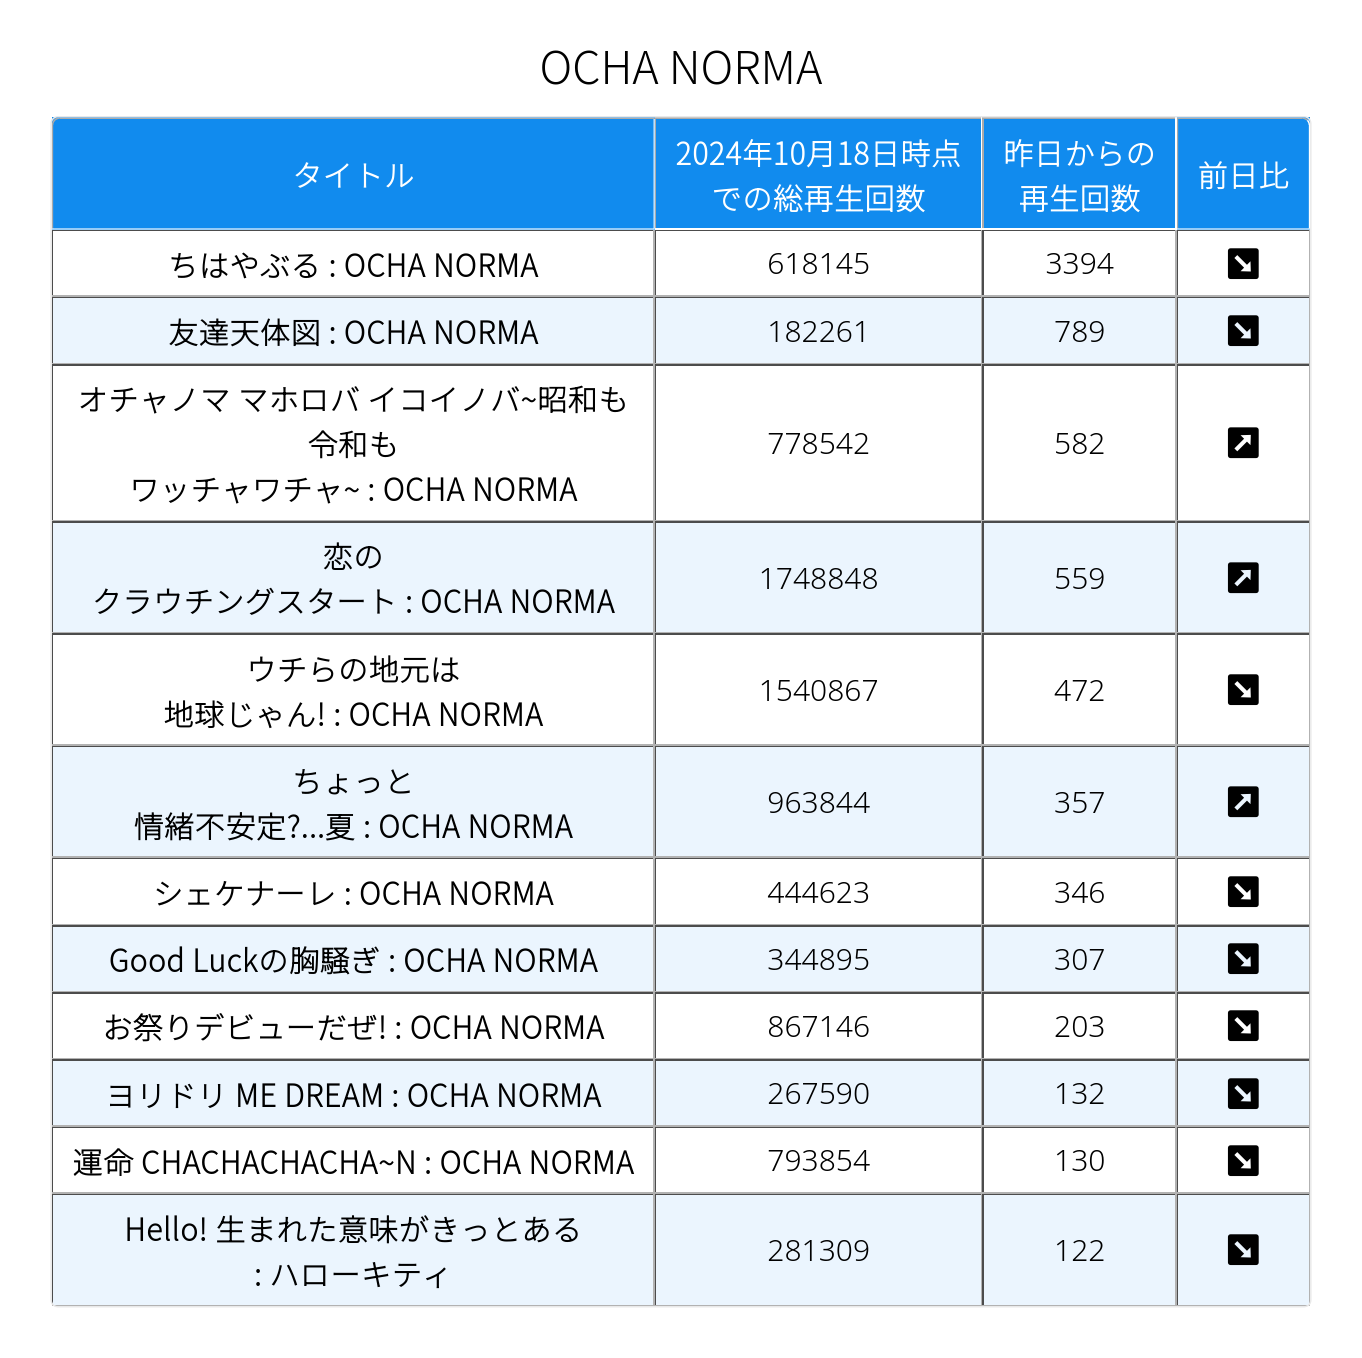 OCHA NORMA
タイトル
2024年10月18日時点
での総再生回数
昨日からの
再生回数
前日比
ちはやぶる : OCHA NORMA
618145
3394
友達天体図 : OCHA NORMA
182261
789
オチャノマ マホロバ イコイノバ~昭和も
令和も
ワッチャワチャ~ : OCHA NORMA
778542
582
恋の
クラウチングスタート : OCHA NORMA
1748848
559
ウチらの地元は
地球じゃん! : OCHA NORMA
1540867
472
ちょっと
情緒不安定?...夏 : OCHA NORMA
963844
357
シェケナーレ : OCHA NORMA
444623
346
Good Luckの胸騒ぎ : OCHA NORMA
344895
307
お祭りデビューだぜ! : OCHA NORMA
867146
203
ヨリドリ ME DREAM : OCHA NORMA
267590
132
運命 CHACHACHACHA~N : OCHA NORMA
793854
130
Hello! 生まれた意味がきっとある
: ハローキティ
281309
122